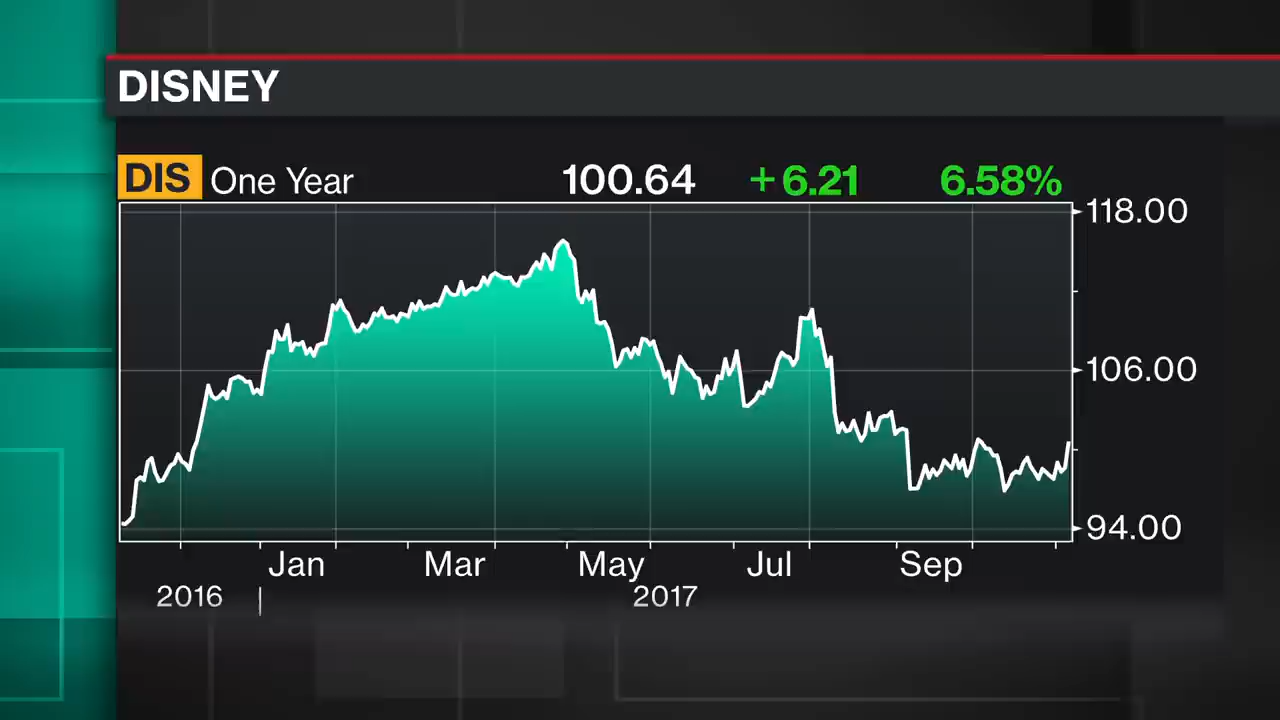 DISNEY
DIS One Year 100.64 +6.21 6.58%
118.00
106.00
94.00
Jan Mar May Jul Sep
2016 | 2017